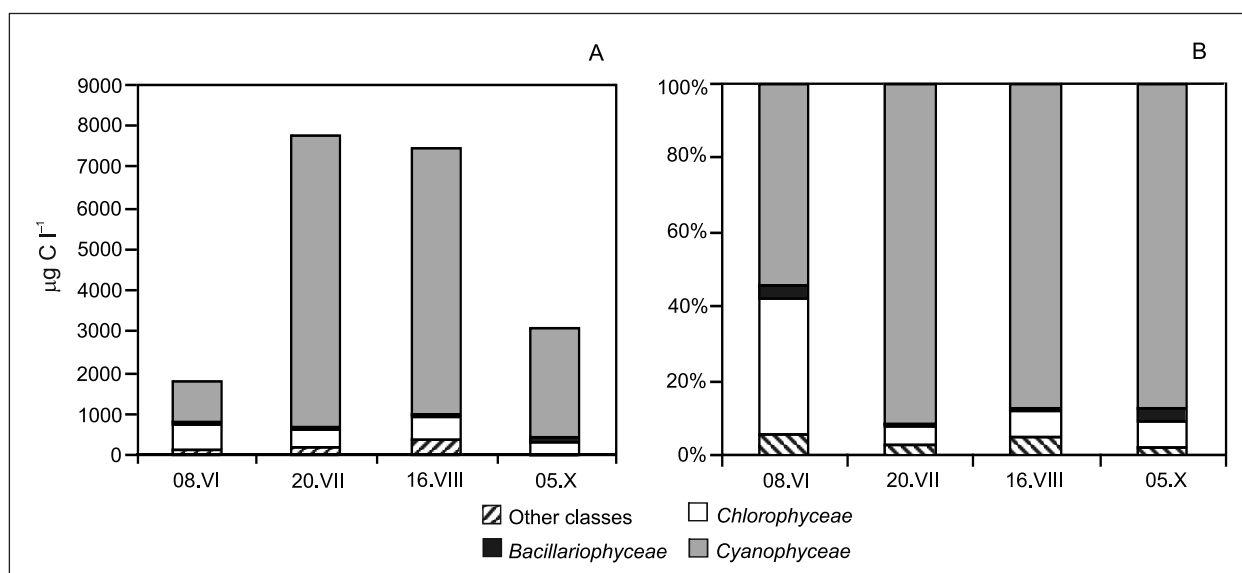 A
B
9000
8000
7000
6000
5000
4000
3000
2000
1000
0
µg C l⁻¹
08.VI 20.VII 16.VIII 05.X
100%
80%
60%
40%
20%
0%
08.VI 20.VII 16.VIII 05.X
Other classes Chlorophyceae
Bacillariophyceae Cyanophyceae